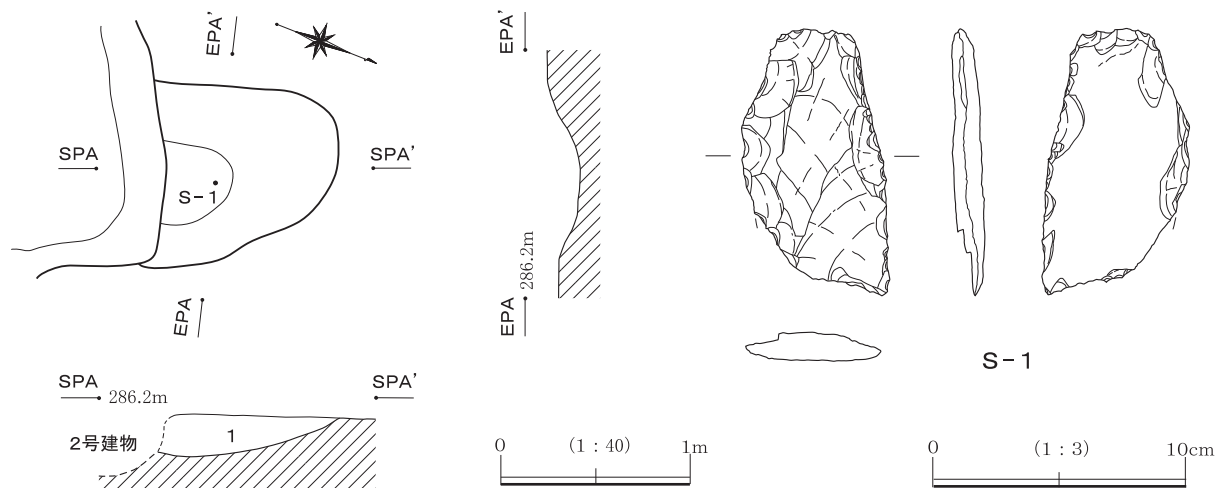 EPA'
SPA
SPA'
S-1
EPA
EPA'
286.2m
EPA
SPA
286.2m
SPA'
2号建物
1
0
(1:40)
1m
S-1
0
(1:3)
10cm